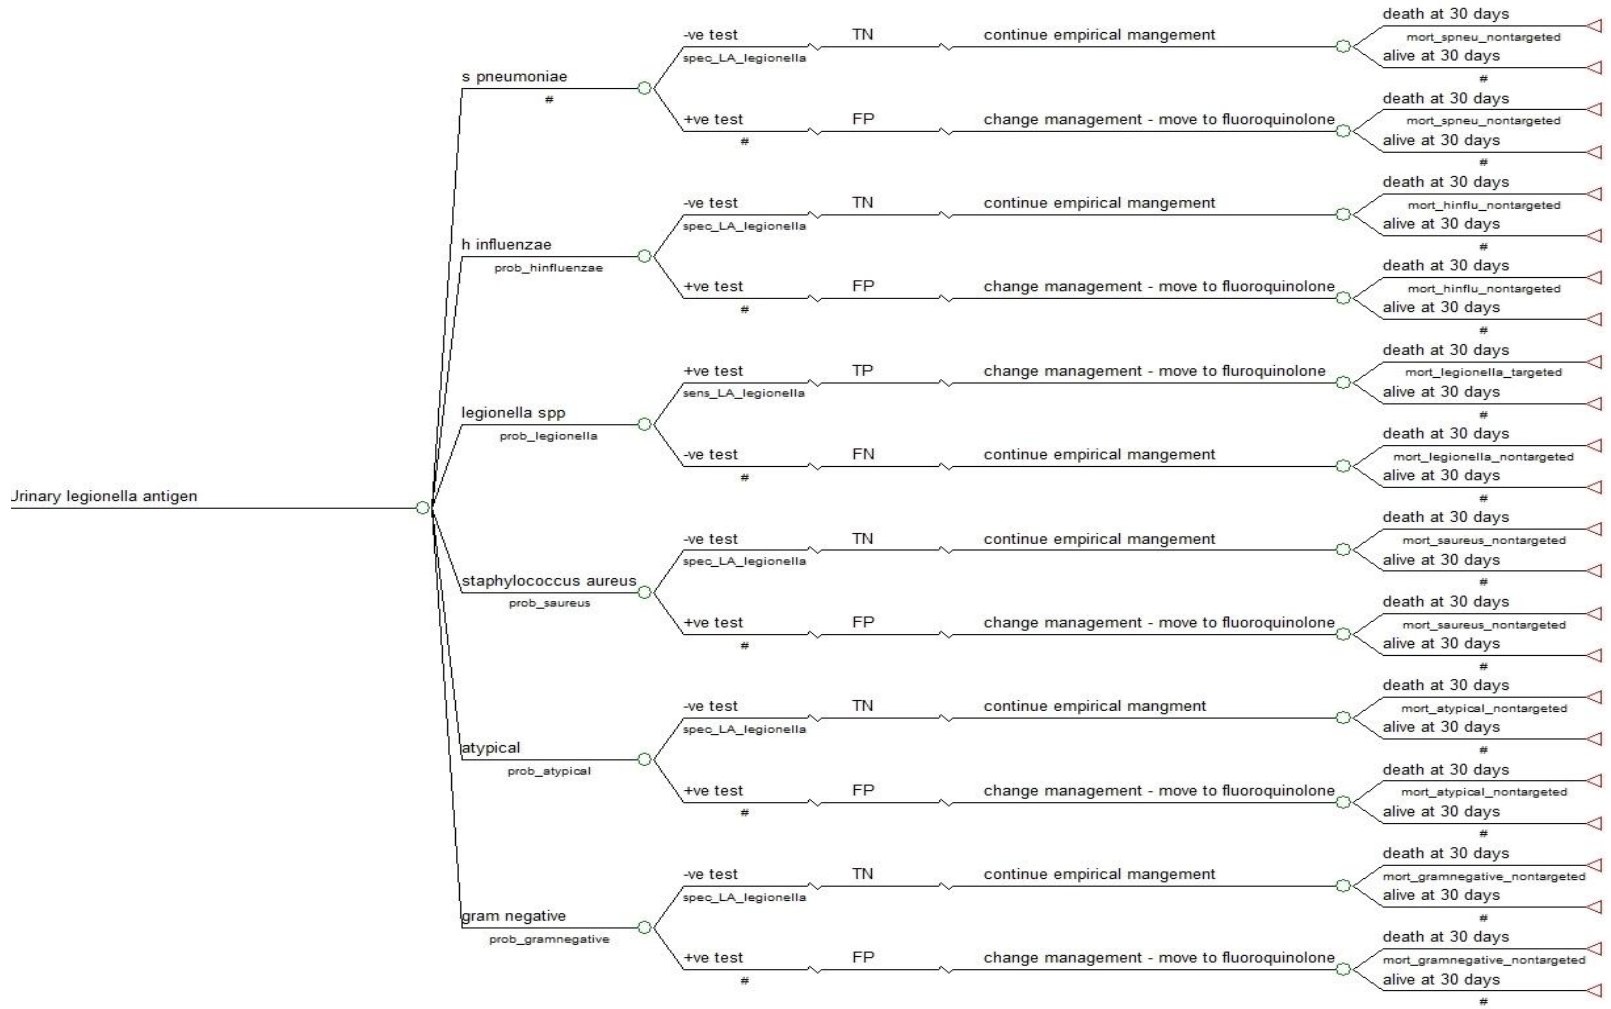 death at 30 days
-ve test TN continue empirical mangement mort_spneu_nontargeted
spec_LA_legionella alive at 30 days
s pneumoniae #
# death at 30 days
+ve test FP change management - move to fluoroquinolone mort_spneu_nontargeted
# alive at 30 days
#
death at 30 days
-ve test TN continue empirical mangement mort_hinflu_nontargeted
spec_LA_legionella alive at 30 days
h influenzae #
prob_hinfluenzae death at 30 days
+ve test FP change management - move to fluoroquinolone mort_hinflu_nontargeted
# alive at 30 days
#
death at 30 days
+ve test TP change management - move to fluroquinolone mort_legionella_targeted
sens_LA_legionella alive at 30 days
legionella spp #
prob_legionella death at 30 days
-ve test FN continue empirical mangement mort_legionella_nontargeted
# alive at 30 days
Urinary legionella antigen #
death at 30 days
-ve test TN continue empirical mangement mort_saureus_nontargeted
spec_LA_legionella alive at 30 days
staphylococcus aureus #
prob_saureus death at 30 days
+ve test FP change management - move to fluoroquinolone mort_saureus_nontargeted
# alive at 30 days
#
death at 30 days
-ve test TN continue empirical mangment mort_atypical_nontargeted
spec_LA_legionella alive at 30 days
atypical #
prob_atypical death at 30 days
+ve test FP change management - move to fluoroquinolone mort_atypical_nontargeted
# alive at 30 days
#
death at 30 days
-ve test TN continue empirical mangement mort_gramnegative_nontargeted
spec_LA_legionella alive at 30 days
gram negative #
prob_gramnegative death at 30 days
+ve test FP change management - move to fluoroquinolone mort_gramnegative_nontargeted
# alive at 30 days
#